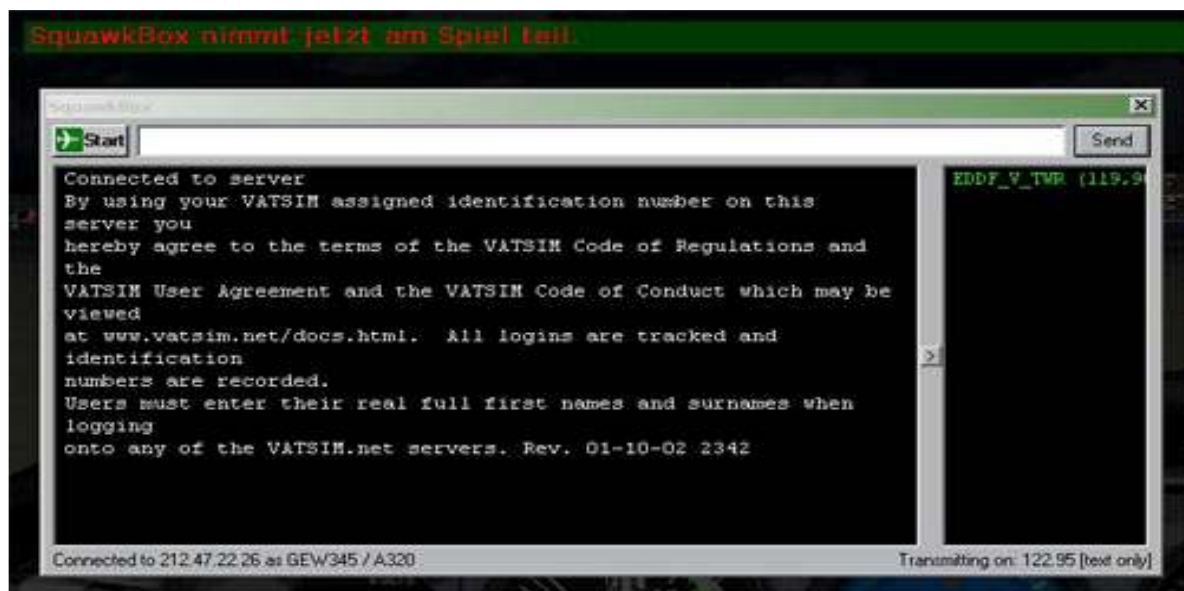 SquawkBox nimmt jetzt am Spiel teil.
SquawkBox
Start
Send
Connected to server
By using your VATSIM assigned identification number on this
server you
hereby agree to the terms of the VATSIM Code of Regulations and
the
VATSIM User Agreement and the VATSIM Code of Conduct which may be
viewed
at www.vatsim.net/docs.html.  All logins are tracked and
identification
numbers are recorded.
Users must enter their real full first names and surnames when
logging
onto any of the VATSIM.net servers. Rev. 01-10-02 2342
EDDF_V_TWR (119.9
>
Connected to 212.47.22.26 as GEW345 / A320
Transmitting on: 122.95 [text only]